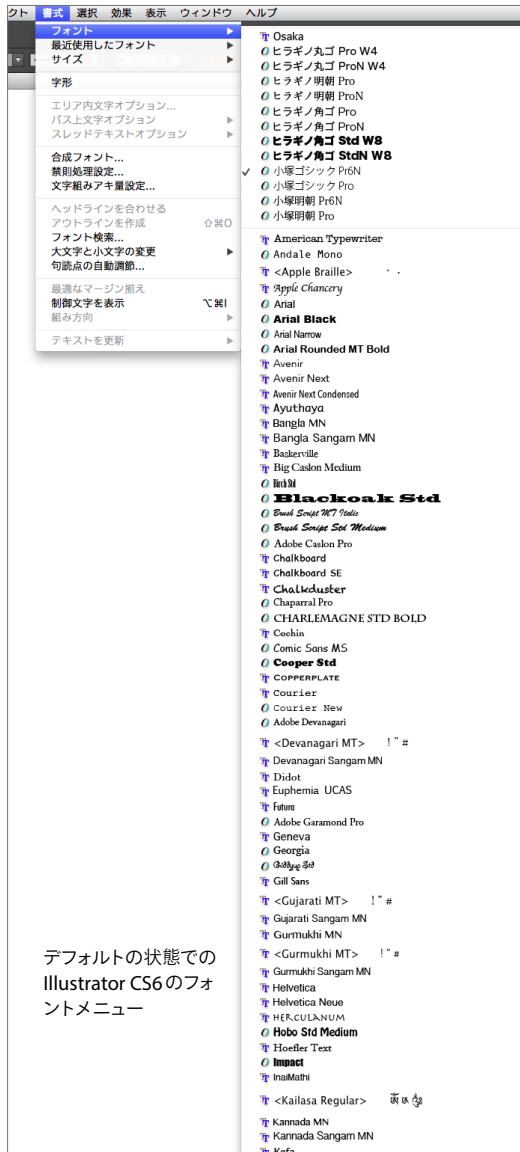 クト 書式 選択 効果 表示 ウィンドウ ヘルプ
フォント
最近使用したフォント
サイズ
字形
エリア内文字オプション...
パス上文字オプション
スレッドテキストオプション
合成フォント...
禁則処理設定...
文字組みアキ量設定...
ヘッドラインを合わせる
アウトラインを作成 ⇧⌘O
フォント検索...
大文字と小文字の変更
句読点の自動調節...
最適なマージン揃え
制御文字を表示 ⌥⌘I
組み方向
テキストを更新
Osaka
ヒラギノ丸ゴ Pro W4
ヒラギノ丸ゴ ProN W4
ヒラギノ明朝 Pro
ヒラギノ明朝 ProN
ヒラギノ角ゴ Pro
ヒラギノ角ゴ ProN
ヒラギノ角ゴ Std W8
ヒラギノ角ゴ StdN W8
✓ 小塚ゴシック Pr6N
小塚ゴシック Pro
小塚明朝 Pr6N
小塚明朝 Pro
American Typewriter
Andale Mono
<Apple Braille>
Apple Chancery
Arial
Arial Black
Arial Narrow
Arial Rounded MT Bold
Avenir
Avenir Next
Avenir Next Condensed
Ayuthaya
Bangla MN
Bangla Sangam MN
Baskerville
Big Caslon Medium
Birch Std
Blackoak Std
Brush Script MT Italic
Brush Script Std Medium
Adobe Caslon Pro
Chalkboard
Chalkboard SE
Chalkduster
Chaparral Pro
CHARLEMAGNE STD BOLD
Cochin
Comic Sans MS
Cooper Std
COPPERPLATE
Courier
Courier New
Adobe Devanagari
<Devanagari MT> ! " #
Devanagari Sangam MN
Didot
Euphemia UCAS
Futura
Adobe Garamond Pro
Geneva
Georgia
Giddyup Std
Gill Sans
<Gujarati MT> ! " #
Gujarati Sangam MN
Gurmukhi MN
<Gurmukhi MT> ! " #
Gurmukhi Sangam MN
Helvetica
Helvetica Neue
HERCULANUM
Hobo Std Medium
Hoefler Text
Impact
InaiMathi
<Kailasa Regular>
Kannada MN
Kannada Sangam MN
Kefa
デフォルトの状態での
Illustrator CS6のフォ
ントメニュー